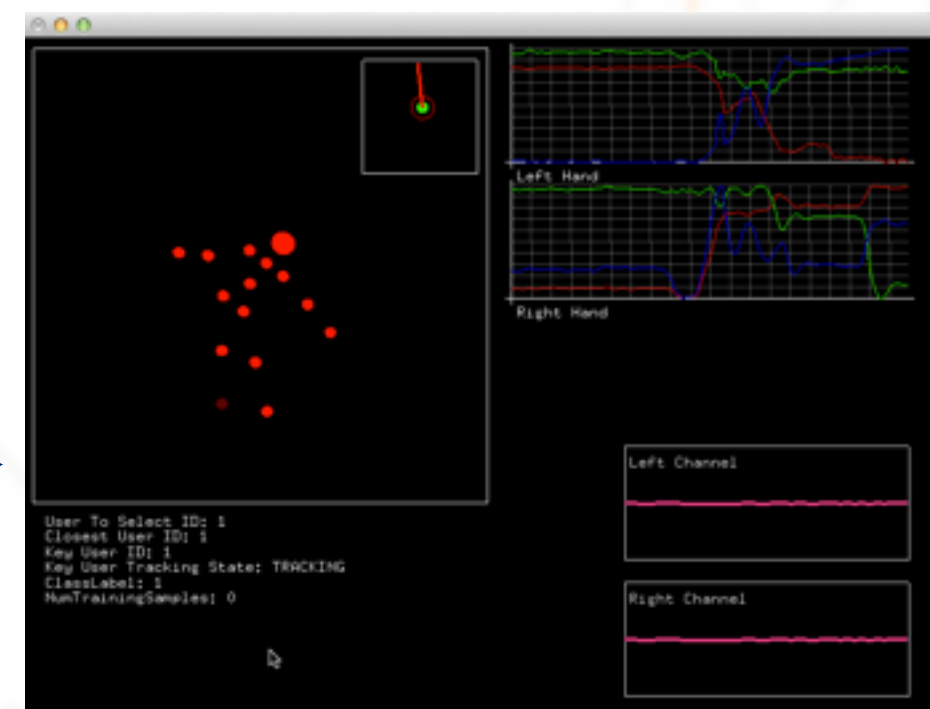 Left Hand
Right Hand
Left Channel
Right Channel
User To Select ID: 1
Closest User ID: 1
Key User ID: 1
Key User Tracking State: TRACKING
ClassLabel: 1
NumTrainingSamples: 0